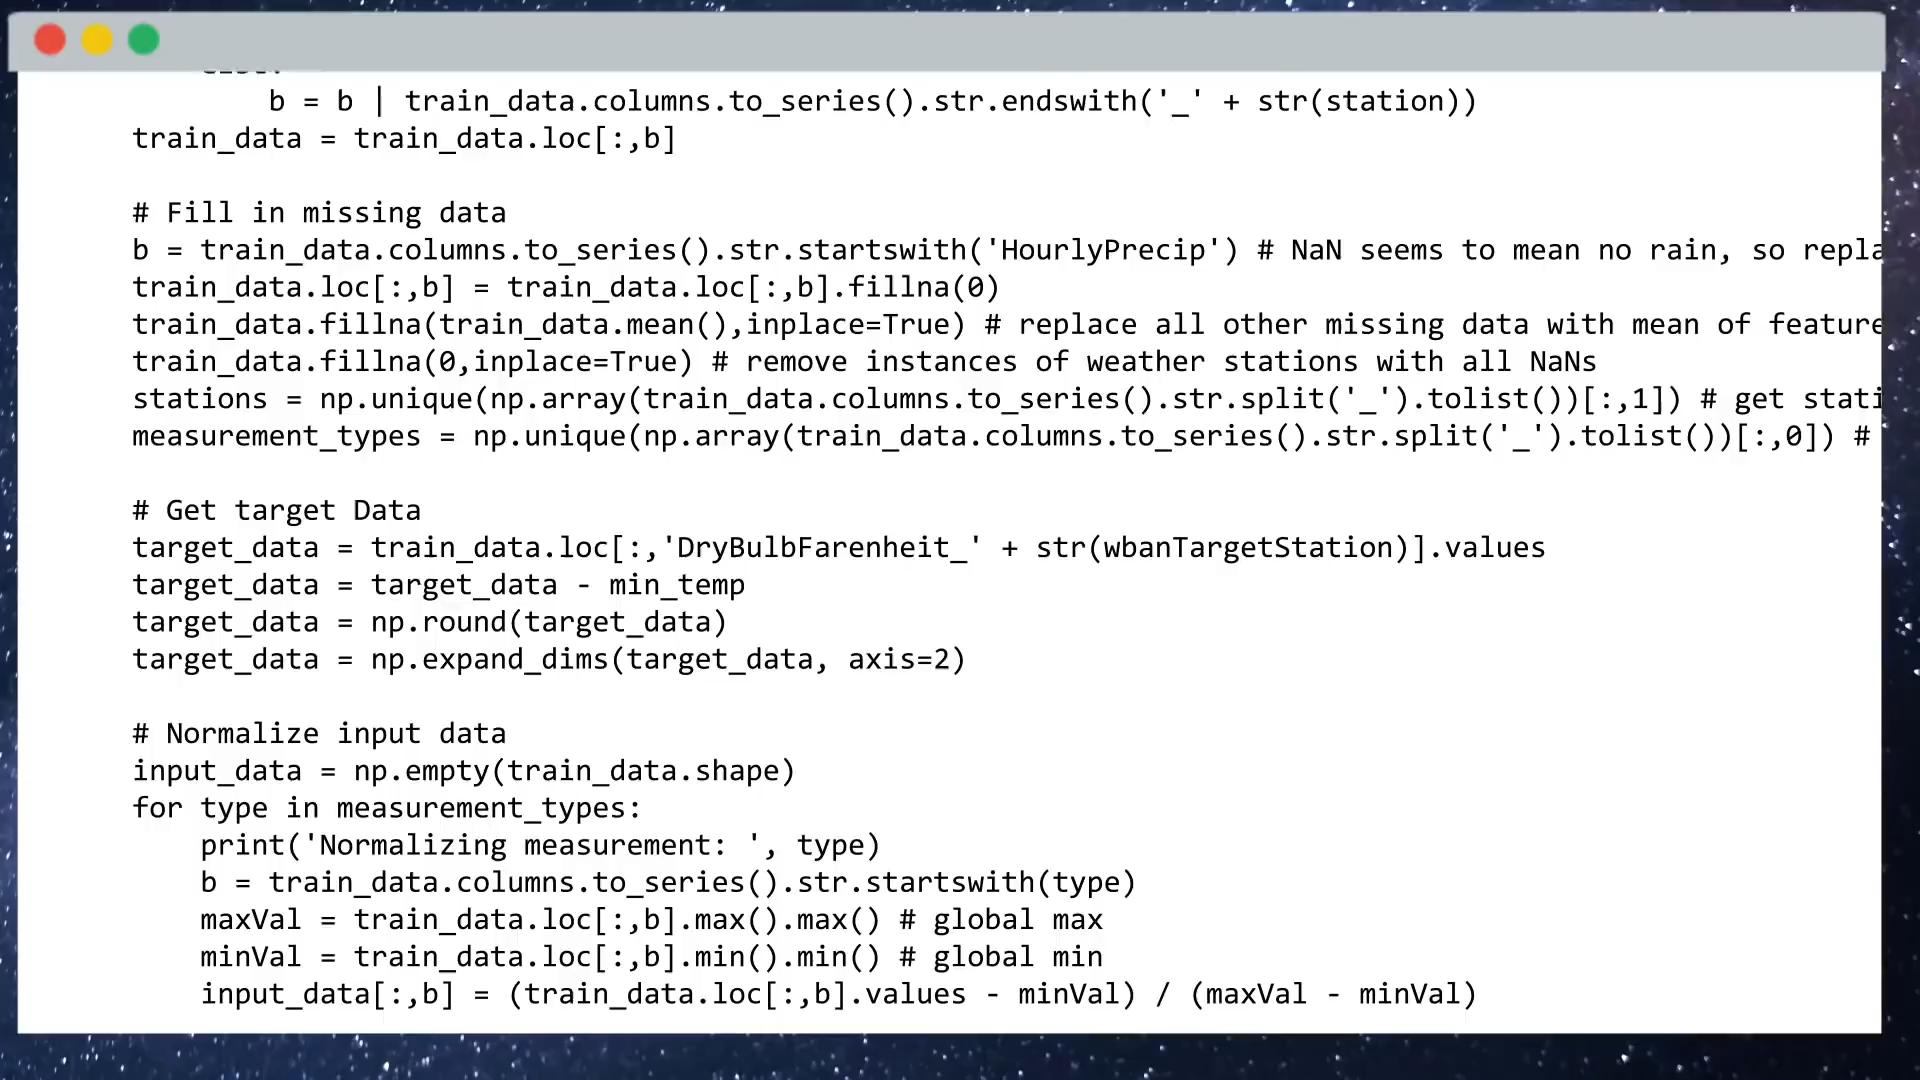 b = b | train_data.columns.to_series().str.endswith('_' + str(station))
train_data = train_data.loc[:,b]
# Fill in missing data
b = train_data.columns.to_series().str.startswith('HourlyPrecip') # NaN seems to mean no rain, so repla
train_data.loc[:,b] = train_data.loc[:,b].fillna(0)
train_data.fillna(train_data.mean(),inplace=True) # replace all other missing data with mean of feature
train_data.fillna(0,inplace=True) # remove instances of weather stations with all NaNs
stations = np.unique(np.array(train_data.columns.to_series().str.split('_').tolist())[:,1]) # get stati
measurement_types = np.unique(np.array(train_data.columns.to_series().str.split('_').tolist())[:,0]) #
# Get target Data
target_data = train_data.loc[:,'DryBulbFarenheit_' + str(wbanTargetStation)].values
target_data = target_data - min_temp
target_data = np.round(target_data)
target_data = np.expand_dims(target_data, axis=2)
# Normalize input data
input_data = np.empty(train_data.shape)
for type in measurement_types:
print('Normalizing measurement: ', type)
b = train_data.columns.to_series().str.startswith(type)
maxVal = train_data.loc[:,b].max().max() # global max
minVal = train_data.loc[:,b].min().min() # global min
input_data[:,b] = (train_data.loc[:,b].values - minVal) / (maxVal - minVal)